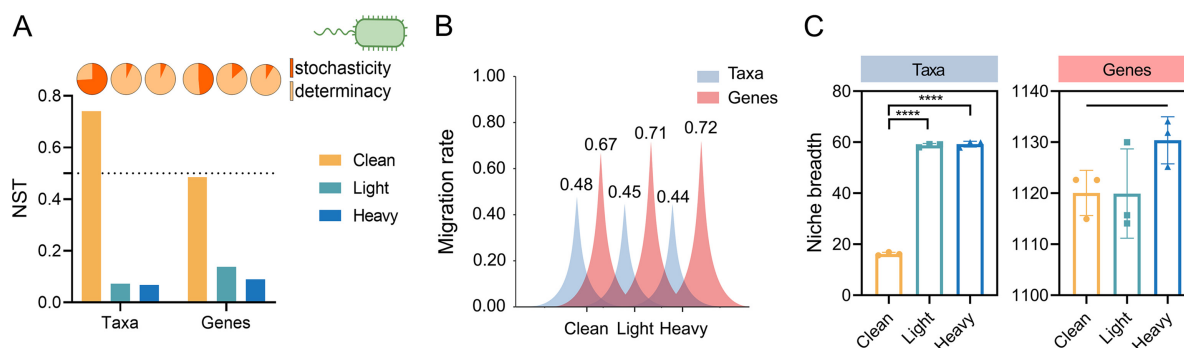 A
stochasticity
determinacy
0.8
0.6
0.4
0.2
0.0
NST
Taxa
Genes
Clean
Light
Heavy
B
1.00
0.80
0.60
0.40
0.20
0.00
Migration rate
Taxa
Genes
0.48
0.67
0.45
0.71
0.44
0.72
Clean Light Heavy
C
Taxa
80
60
40
20
0
Niche breadth
****
****
Clean
Light
Heavy
Genes
1140
1130
1120
1110
1100
Clean
Light
Heavy